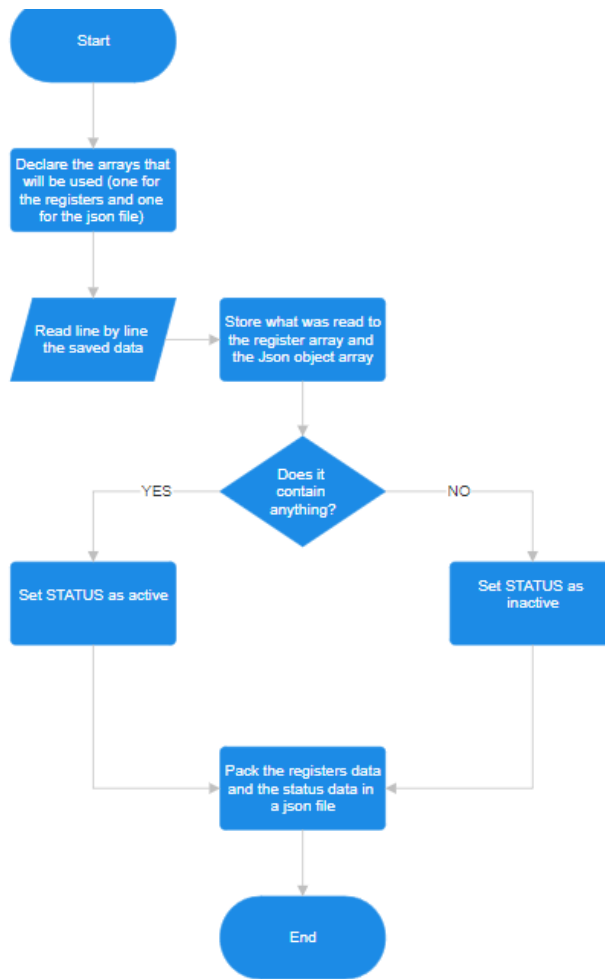 Start
Declare the arrays that
will be used (one for
the registers and one
for the json file)
Read line by line
the saved data
Store what was read to
the register array and
the Json object array
Does it
contain
anything?
YES
NO
Set STATUS as active
Set STATUS as
inactive
Pack the registers data
and the status data in
a json file
End